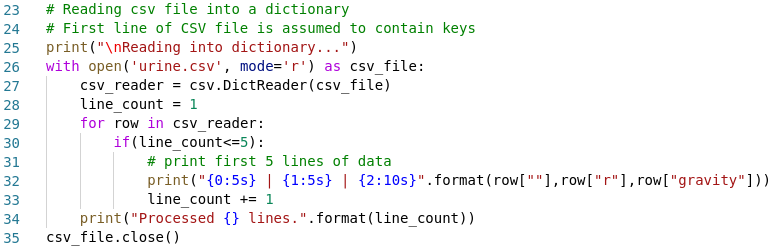 23 # Reading csv file into a dictionary
24 # First line of CSV file is assumed to contain keys
25 print("\nReading into dictionary...")
26 with open('urine.csv', mode='r') as csv_file:
27     csv_reader = csv.DictReader(csv_file)
28     line_count = 1
29     for row in csv_reader:
30         if(line_count<=5):
31             # print first 5 lines of data
32             print("{0:5s} | {1:5s} | {2:10s}".format(row[""],row["r"],row["gravity"]))
33             line_count += 1
34     print("Processed {} lines.".format(line_count))
35 csv_file.close()